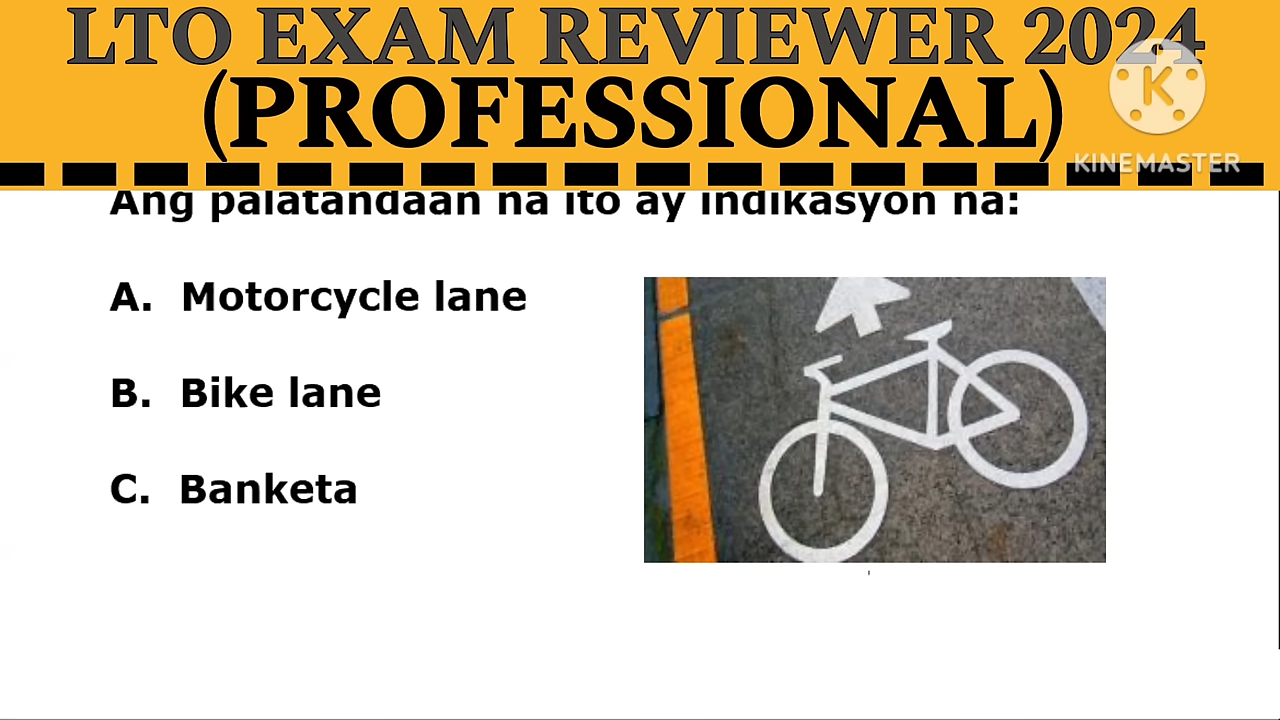 LTO EXAM REVIEWER 2024
(PROFESSIONAL)
K
KINEMASTER
Ang palatandaan na ito ay indikasyon na:
A. Motorcycle lane
B. Bike lane
C. Banketa